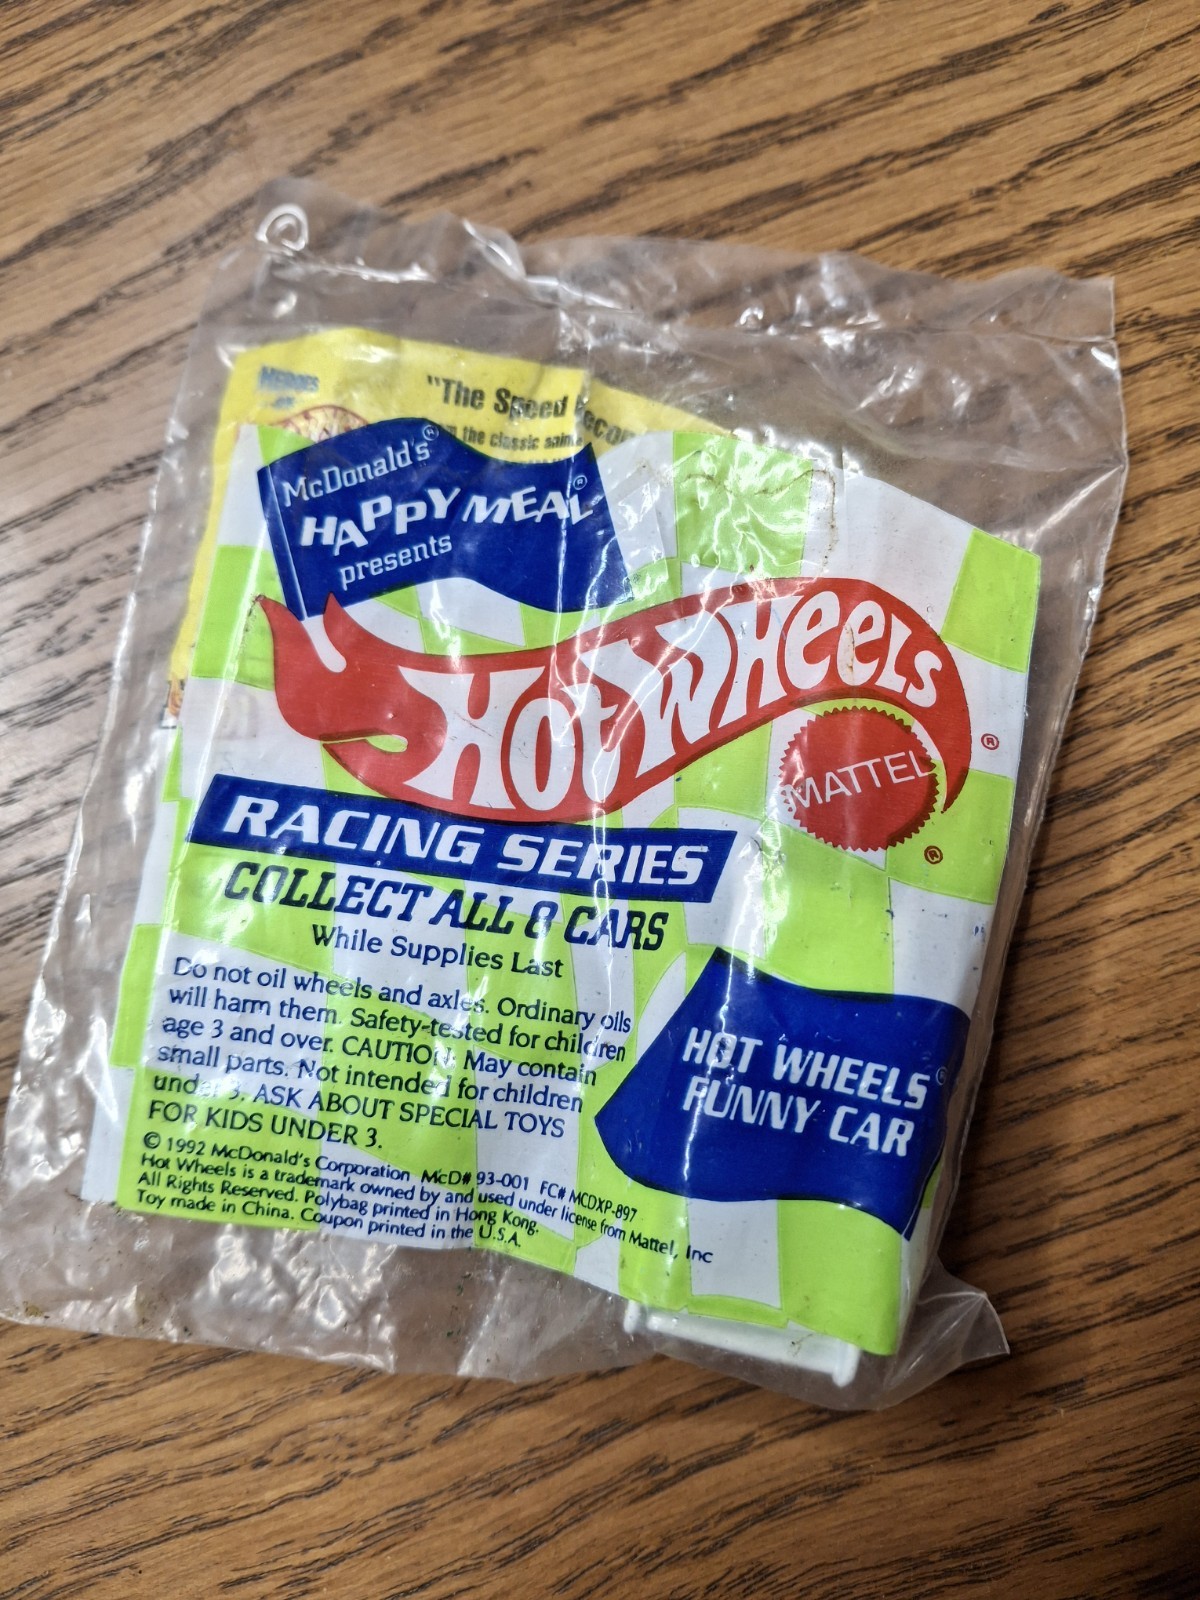 HEROES
"The Speed
the classic
McDonald's®
HAPPY MEAL®
presents
HOT WHEELS ®
MATTEL ®
RACING SERIES
COLLECT ALL 8 CARS
While Supplies Last
Do not oil wheels and axles. Ordinary oils
will harm them. Safety-tested for children
age 3 and over. CAUTION: May contain
small parts. Not intended for children
under 3. ASK ABOUT SPECIAL TOYS
FOR KIDS UNDER 3.
© 1992 McDonald's Corporation McD# 93-001 FC# MCDXP-897
Hot Wheels is a trademark owned by and used under license from Mattel, Inc
All Rights Reserved. Polybag printed in Hong Kong.
Toy made in China. Coupon printed in the U.S.A.
HOT WHEELS®
FUNNY CAR